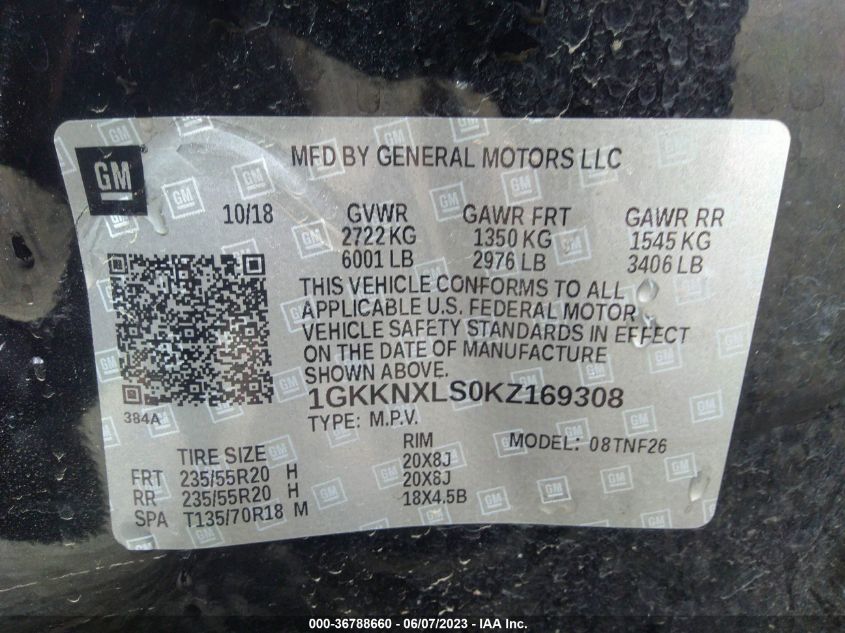 GM
MFD BY GENERAL MOTORS LLC
10/18 GVWR GAWR FRT GAWR RR
2722 KG 1350 KG 1545 KG
6001 LB 2976 LB 3406 LB
THIS VEHICLE CONFORMS TO ALL
APPLICABLE U.S. FEDERAL MOTOR
VEHICLE SAFETY STANDARDS IN EFFECT
ON THE DATE OF MANUFACTURE
SHOWN ABOVE.
384A
1GKKNXLS0KZ169308
TYPE: M.P.V.
MODEL: 08TNF26
TIRE SIZE RIM
FRT 235/55R20 H 20X8J
RR 235/55R20 H 20X8J
SPA T135/70R18 M 18X4.5B
000-36788660 - 06/07/2023 - IAA Inc.